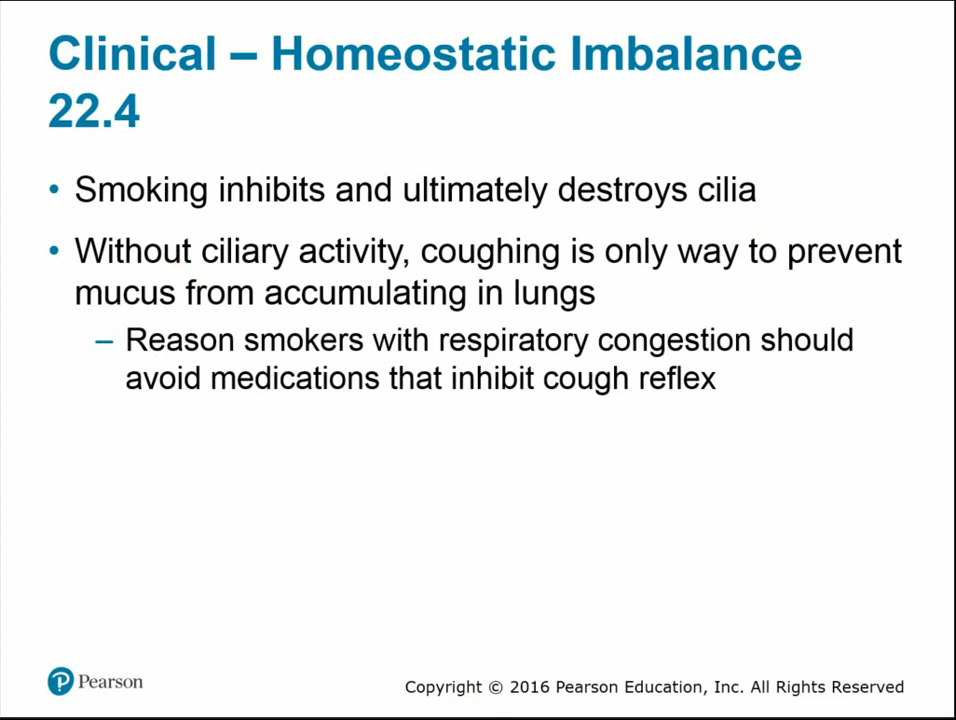 Clinical – Homeostatic Imbalance
22.4
• Smoking inhibits and ultimately destroys cilia
• Without ciliary activity, coughing is only way to prevent
mucus from accumulating in lungs
– Reason smokers with respiratory congestion should
avoid medications that inhibit cough reflex
P Pearson
Copyright © 2016 Pearson Education, Inc. All Rights Reserved